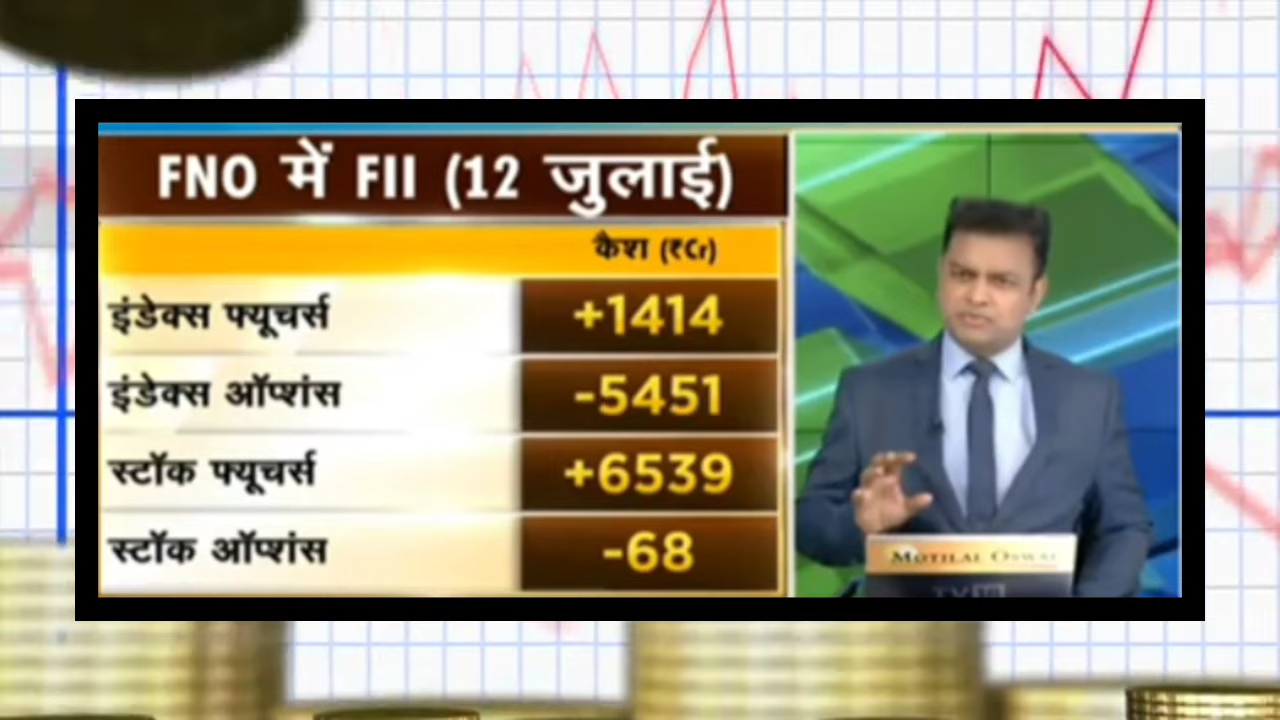 FNO में FII (12 जुलाई)
कैश (₹Cr)
इंडेक्स फ्यूचर्स +1414
इंडेक्स ऑप्शंस -5451
स्टॉक फ्यूचर्स +6539
स्टॉक ऑप्शंस -68
MOTILAL OSWAL